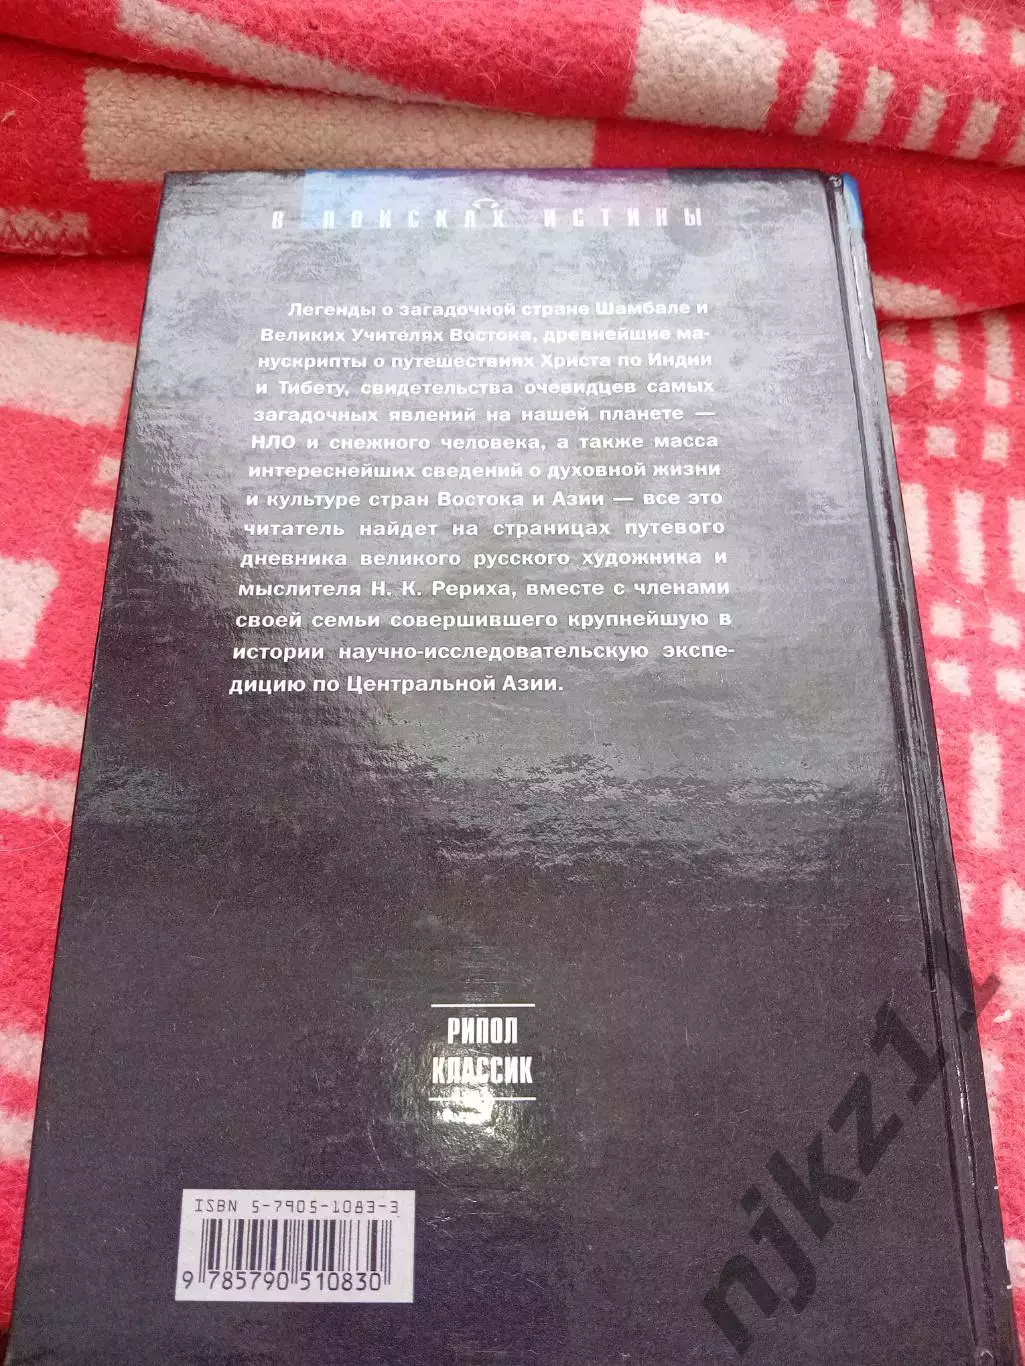 В ПОИСКАХ ИСТИНЫ
Легенды о загадочной стране Шамбале и
Великих Учителях Востока, древнейшие ма-
нускрипты о путешествиях Христа по Индии
и Тибету, свидетельства очевидцев самых
загадочных явлений на нашей планете —
НЛО и снежного человека, а также масса
интереснейших сведений о духовной жизни
и культуре стран Востока и Азии — все это
читатель найдет на страницах путевого
дневника великого русского художника и
мыслителя Н. К. Рериха, вместе с членами
своей семьи совершившего крупнейшую в
истории научно-исследовательскую экспе-
дицию по Центральной Азии.
РИПОЛ
КЛАССИК
ISBN 5-7905-1083-3
9 785790 510830
njkz11